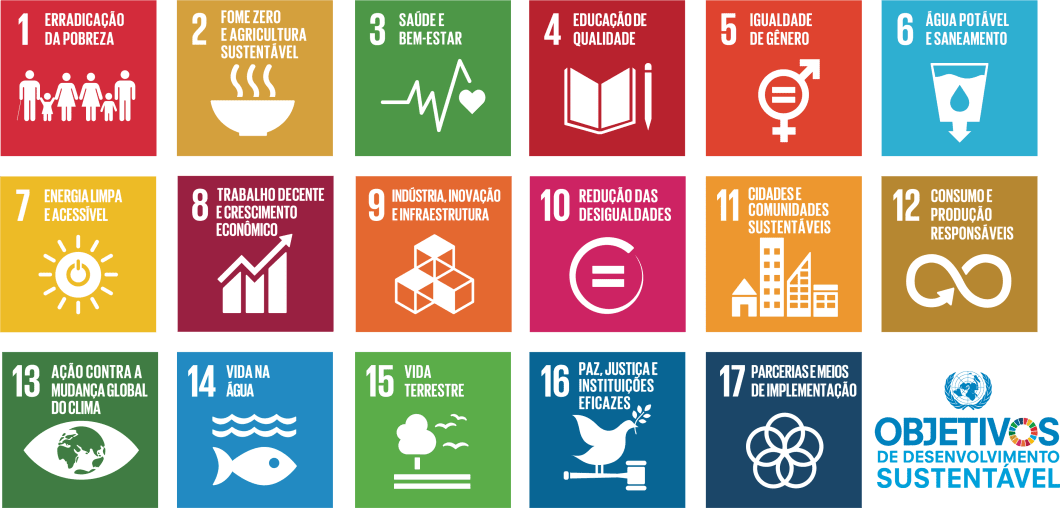 1 ERRADICAÇÃO
DA POBREZA
2 FOME ZERO
E AGRICULTURA
SUSTENTÁVEL
3 SAÚDE E
BEM-ESTAR
4 EDUCAÇÃO DE
QUALIDADE
5 IGUALDADE
DE GÊNERO
6 ÁGUA POTÁVEL
E SANEAMENTO
7 ENERGIA LIMPA
E ACESSÍVEL
8 TRABALHO DECENTE
E CRESCIMENTO
ECONÔMICO
9 INDÚSTRIA, INOVAÇÃO
E INFRAESTRUTURA
10 REDUÇÃO DAS
DESIGUALDADES
11 CIDADES E
COMUNIDADES
SUSTENTÁVEIS
12 CONSUMO E
PRODUÇÃO
RESPONSÁVEIS
13 AÇÃO CONTRA A
MUDANÇA GLOBAL
DO CLIMA
14 VIDA NA
ÁGUA
15 VIDA
TERRESTRE
16 PAZ, JUSTIÇA E
INSTITUIÇÕES
EFICAZES
17 PARCERIAS E MEIOS
DE IMPLEMENTAÇÃO
OBJETIVOS
DE DESENVOLVIMENTO
SUSTENTÁVEL